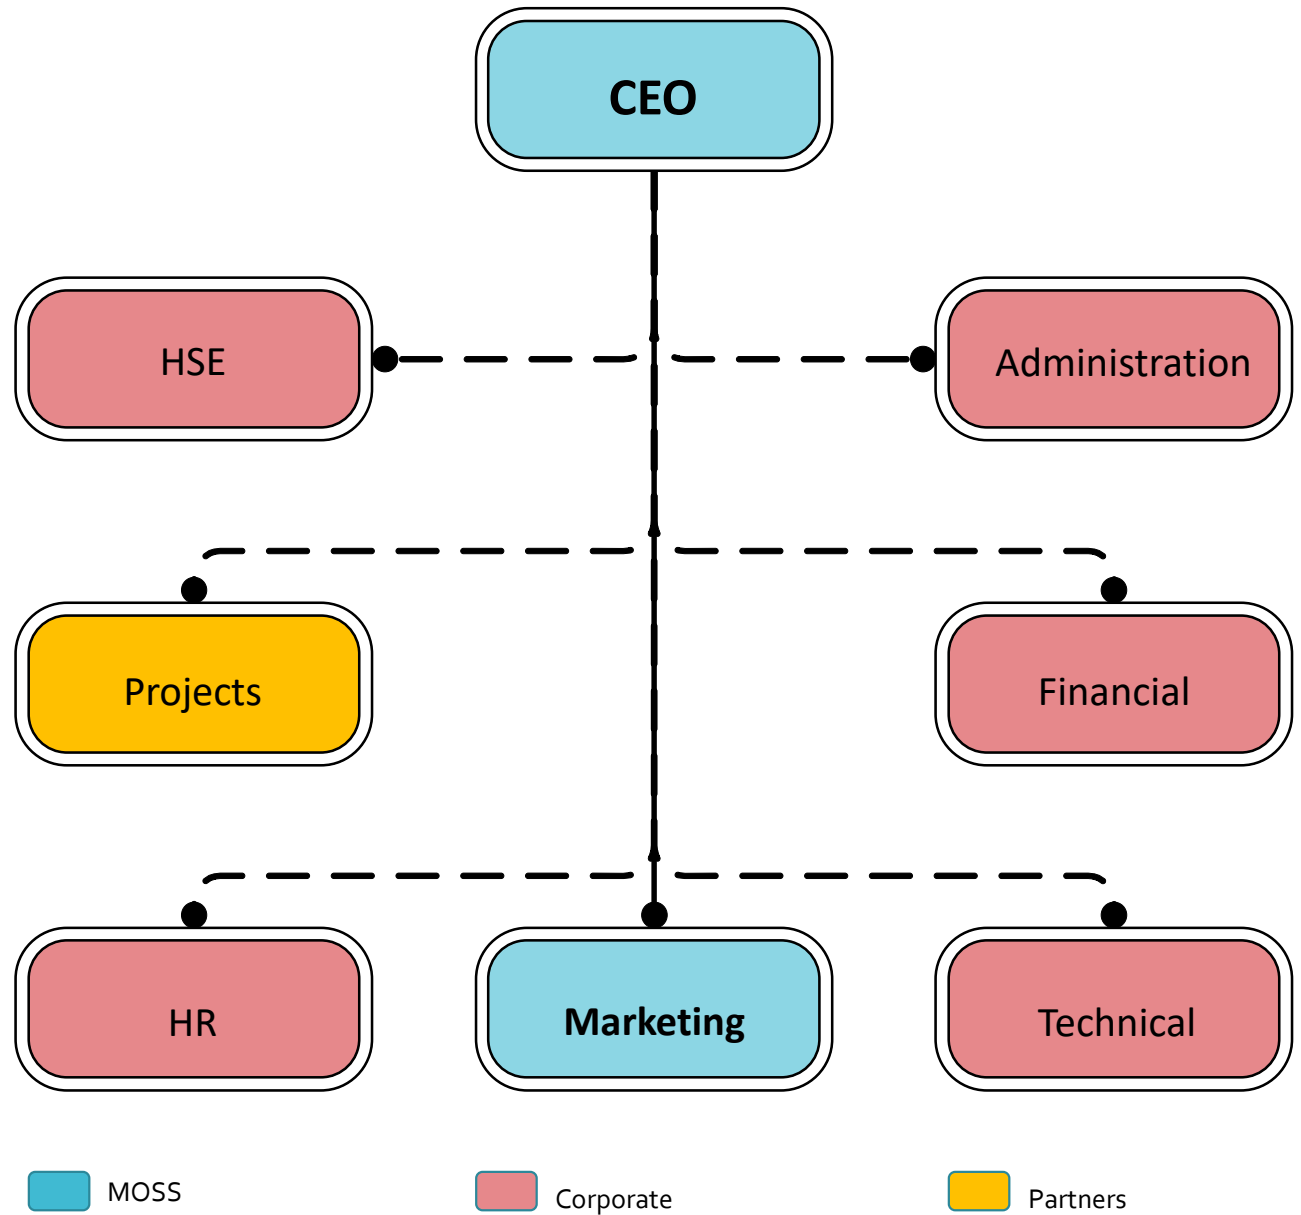 CEO
HSE
Administration
Projects
Financial
HR
Marketing
Technical
MOSS
Corporate
Partners